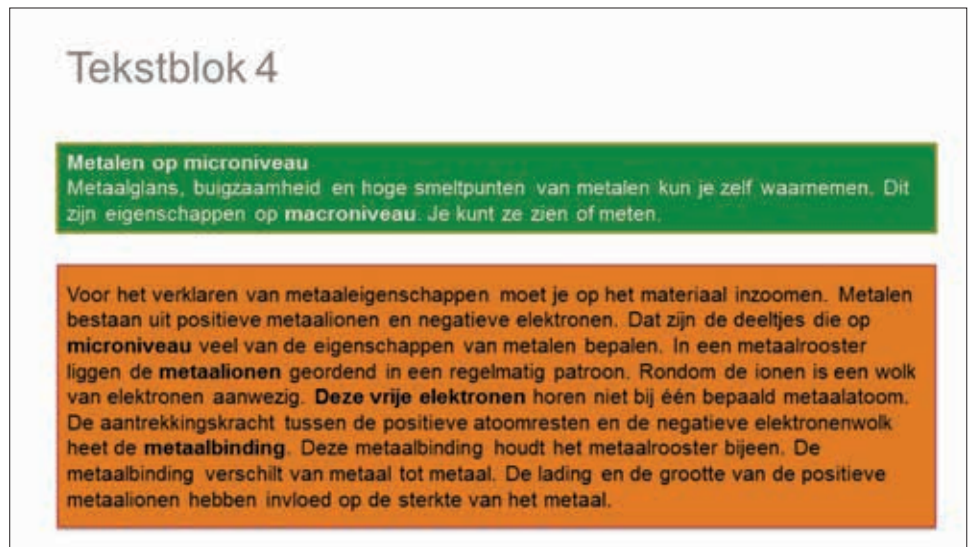 Tekstblok 4
Metalen op microniveau
Metaalglans, buigzaamheid en hoge smeltpunten van metalen kun je zelf waarnemen. Dit
zijn eigenschappen op macroniveau. Je kunt ze zien of meten.
Voor het verklaren van metaaleigenschappen moet je op het materiaal inzoomen. Metalen
bestaan uit positieve metaalionen en negatieve elektronen. Dat zijn de deeltjes die op
microniveau veel van de eigenschappen van metalen bepalen. In een metaalrooster
liggen de metaalionen geordend in een regelmatig patroon. Rondom de ionen is een wolk
van elektronen aanwezig. Deze vrije elektronen horen niet bij één bepaald metaalatoom.
De aantrekkingskracht tussen de positieve atoomresten en de negatieve elektronenwolk
heet de metaalbinding. Deze metaalbinding houdt het metaalrooster bijeen. De
metaalbinding verschilt van metaal tot metaal. De lading en de grootte van de positieve
metaalionen hebben invloed op de sterkte van het metaal.